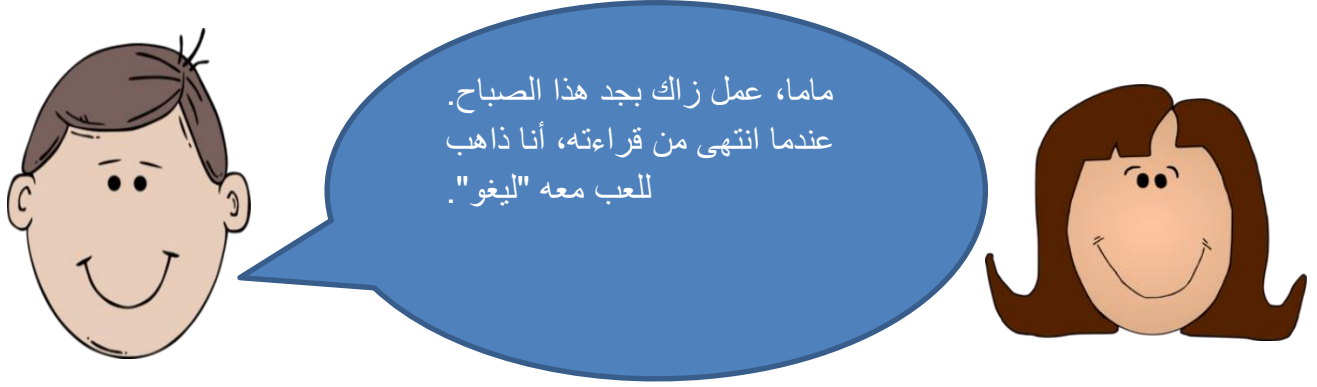 ماما، عمل زاك بجد هذا الصباح.
عندما انتهى من قراءته، أنا ذاهب
للعب معه "ليغو".